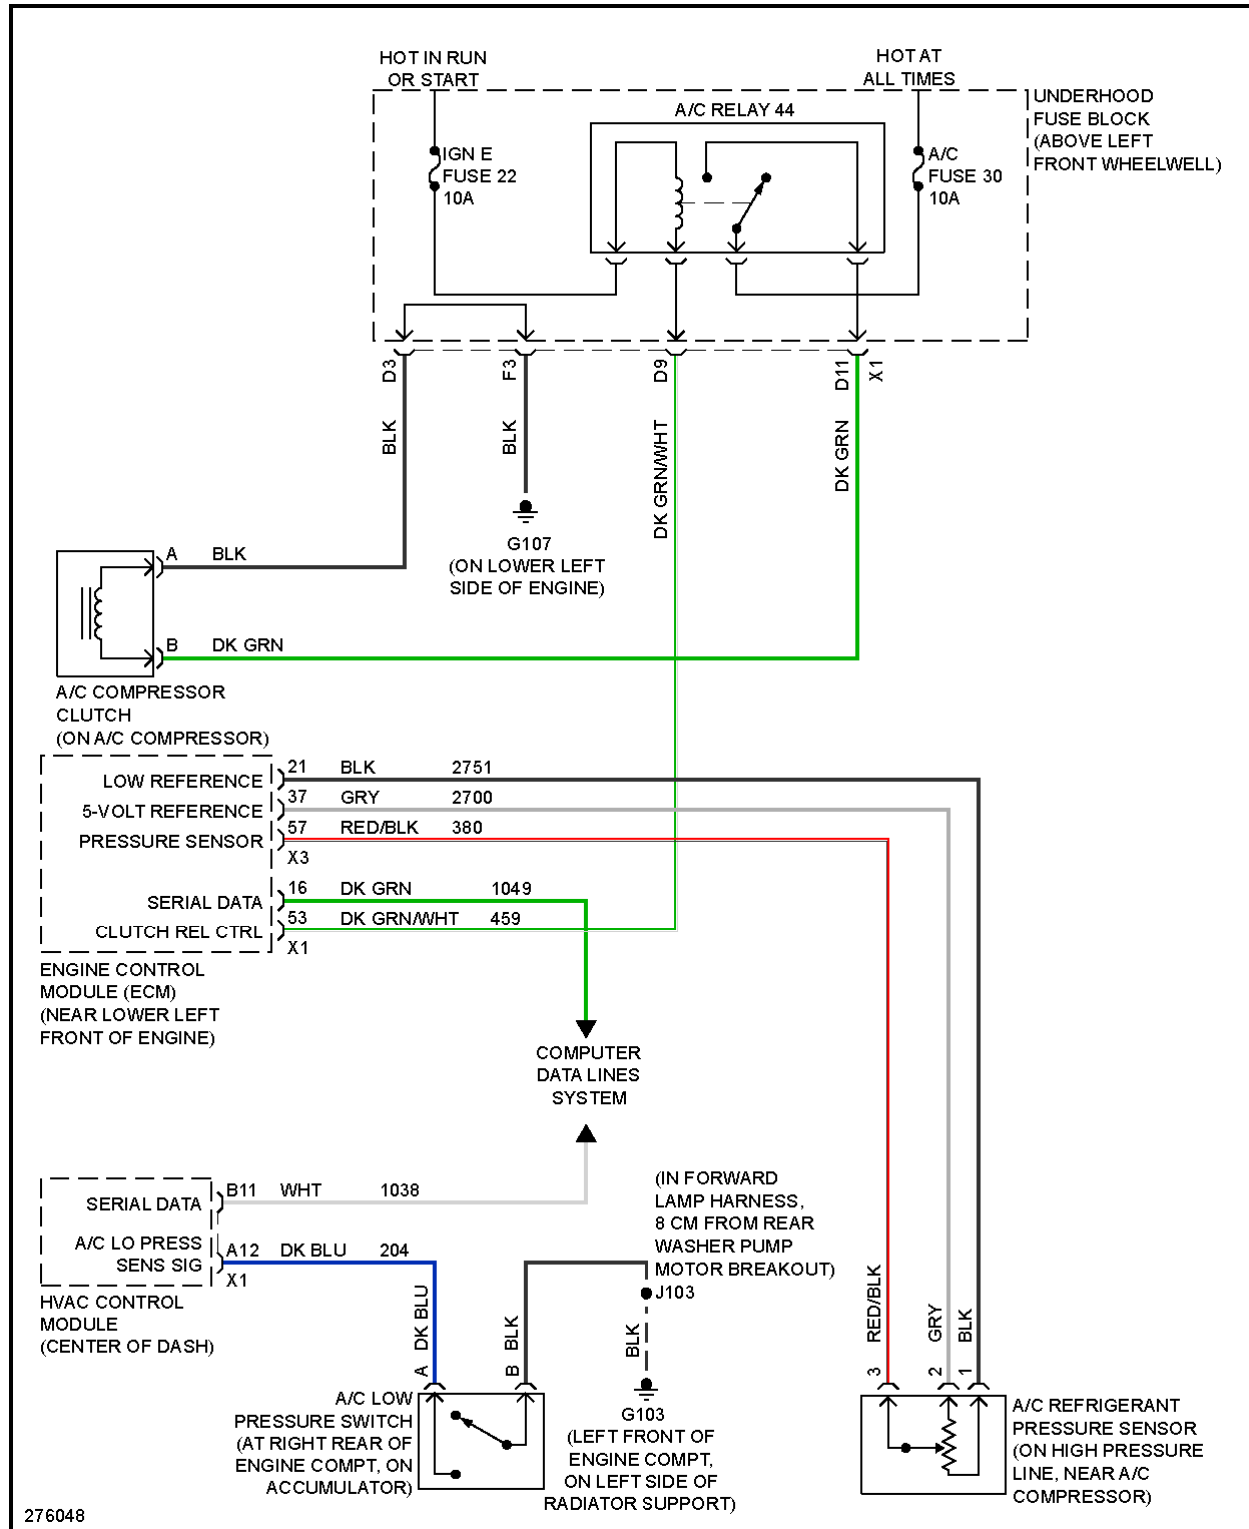 HOT IN RUN
OR START
HOT AT
ALL TIMES
A/C RELAY 44
UNDERHOOD
FUSE BLOCK
(ABOVE LEFT
FRONT WHEELWELL)
IGN E
FUSE 22
10A
A/C
FUSE 30
10A
D3
F3
D9
D11
X1
BLK
BLK
DK GRN/WHT
DK GRN
G107
(ON LOWER LEFT
SIDE OF ENGINE)
A BLK
B DK GRN
A/C COMPRESSOR
CLUTCH
(ON A/C COMPRESSOR)
LOW REFERENCE 21 BLK 2751
5-VOLT REFERENCE 37 GRY 2700
PRESSURE SENSOR 57 RED/BLK 380
X3
SERIAL DATA 16 DK GRN 1049
CLUTCH REL CTRL 53 DK GRN/WHT 459
X1
ENGINE CONTROL
MODULE (ECM)
(NEAR LOWER LEFT
FRONT OF ENGINE)
COMPUTER
DATA LINES
SYSTEM
SERIAL DATA B11 WHT 1038
A/C LO PRESS
SENS SIG A12 DK BLU 204
X1
HVAC CONTROL
MODULE
(CENTER OF DASH)
(IN FORWARD
LAMP HARNESS,
8 CM FROM REAR
WASHER PUMP
MOTOR BREAKOUT)
J103
A DK BLU
B BLK
BLK
A/C LOW
PRESSURE SWITCH
(AT RIGHT REAR OF
ENGINE COMPT, ON
ACCUMULATOR)
G103
(LEFT FRONT OF
ENGINE COMPT,
ON LEFT SIDE OF
RADIATOR SUPPORT)
3 RED/BLK
2 GRY
1 BLK
A/C REFRIGERANT
PRESSURE SENSOR
(ON HIGH PRESSURE
LINE, NEAR A/C
COMPRESSOR)
276048